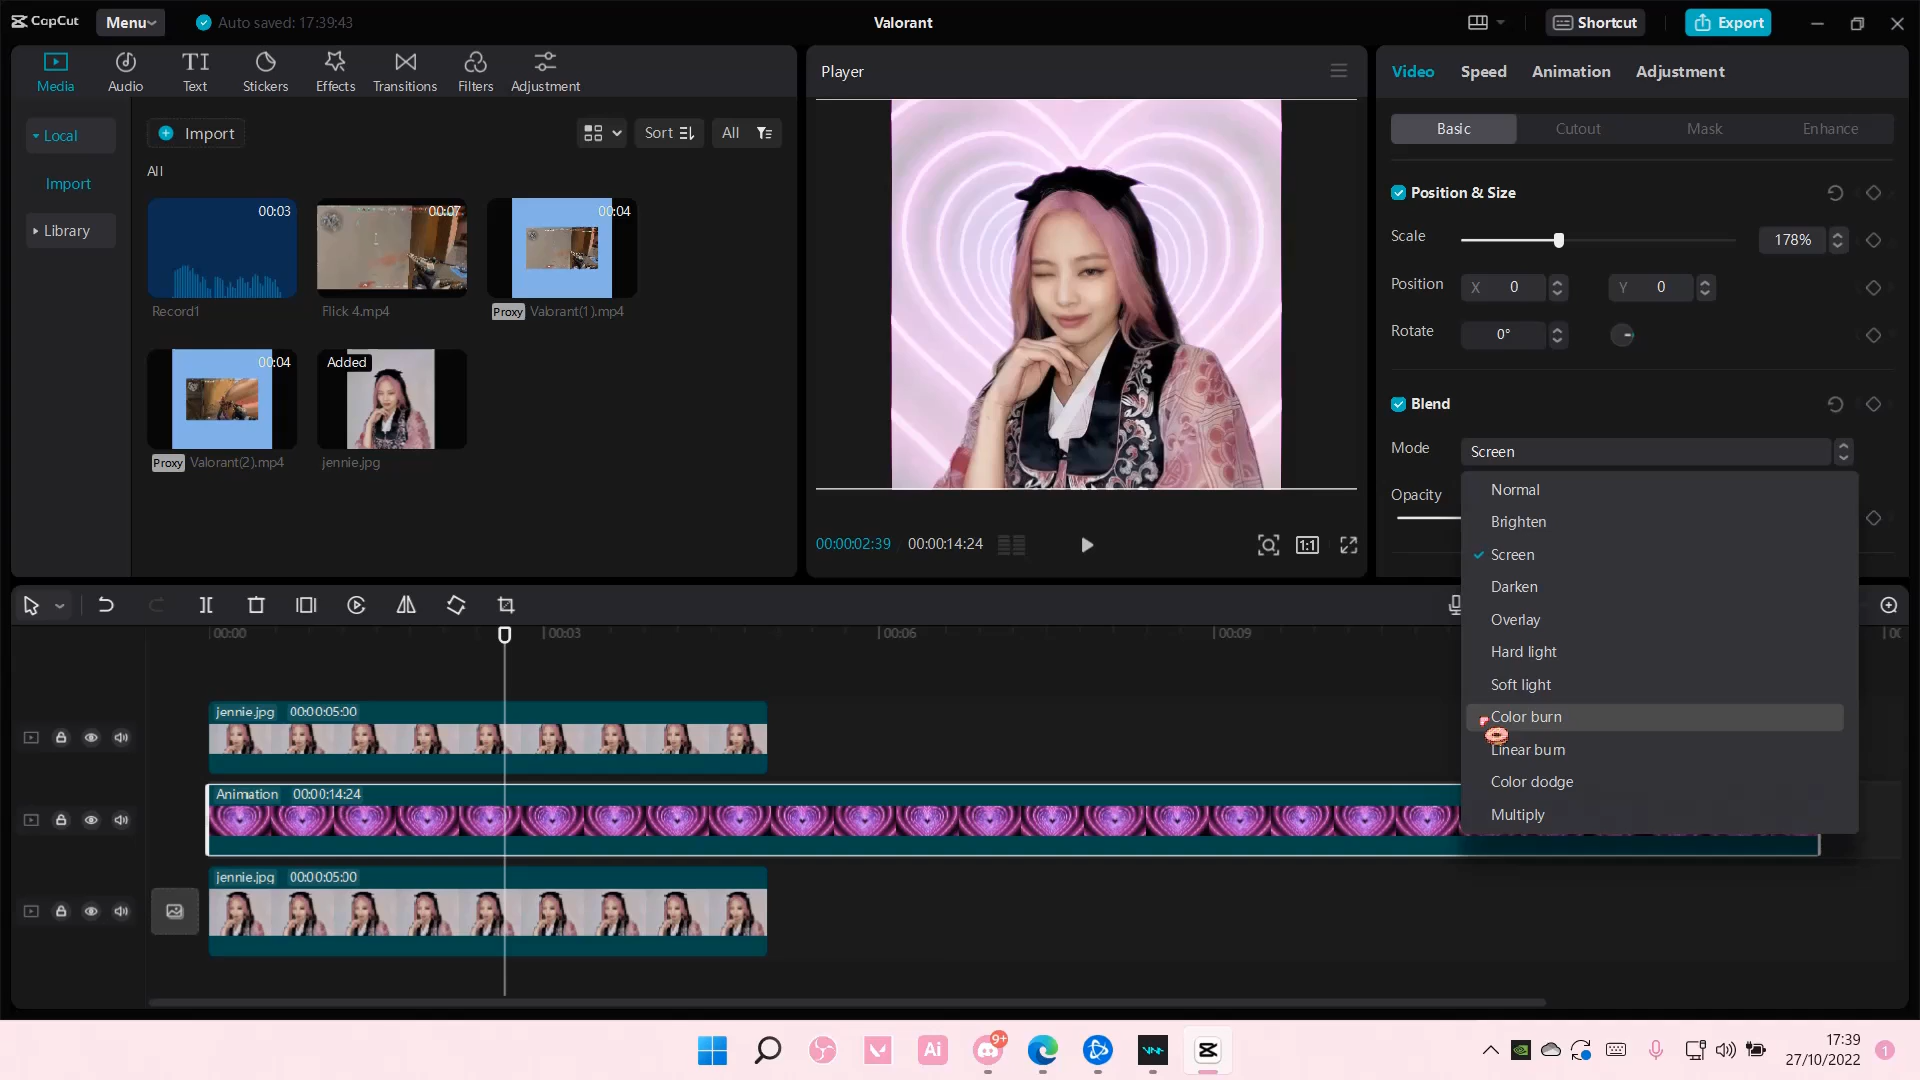 CapCut
Menu
Auto saved: 17:39:43
Valorant
Shortcut
Export
Media
Audio
Text
Stickers
Effects
Transitions
Filters
Adjustment
Player
Video
Speed
Animation
Adjustment
Local
Import
Library
Import
Sort
All
All
00:03
Record1
00:07
Flick 4.mp4
00:04
Proxy
Valorant(1).mp4
00:04
Proxy
Valorant(2).mp4
Added
jennie.jpg
00:00:02:39
00:00:14:24
1:1
Basic
Cutout
Mask
Enhance
Position & Size
Scale
178%
Position
X 0
Y 0
Rotate
0°
Blend
Mode
Screen
Opacity
Normal
Brighten
Screen
Darken
Overlay
Hard light
Soft light
Color burn
Linear burn
Color dodge
Multiply
00:00
00:03
00:06
00:09
jennie.jpg 00:00:05:00
Animation 00:00:14:24
jennie.jpg 00:00:05:00
Ai
9+
17:39
27/10/2022
1